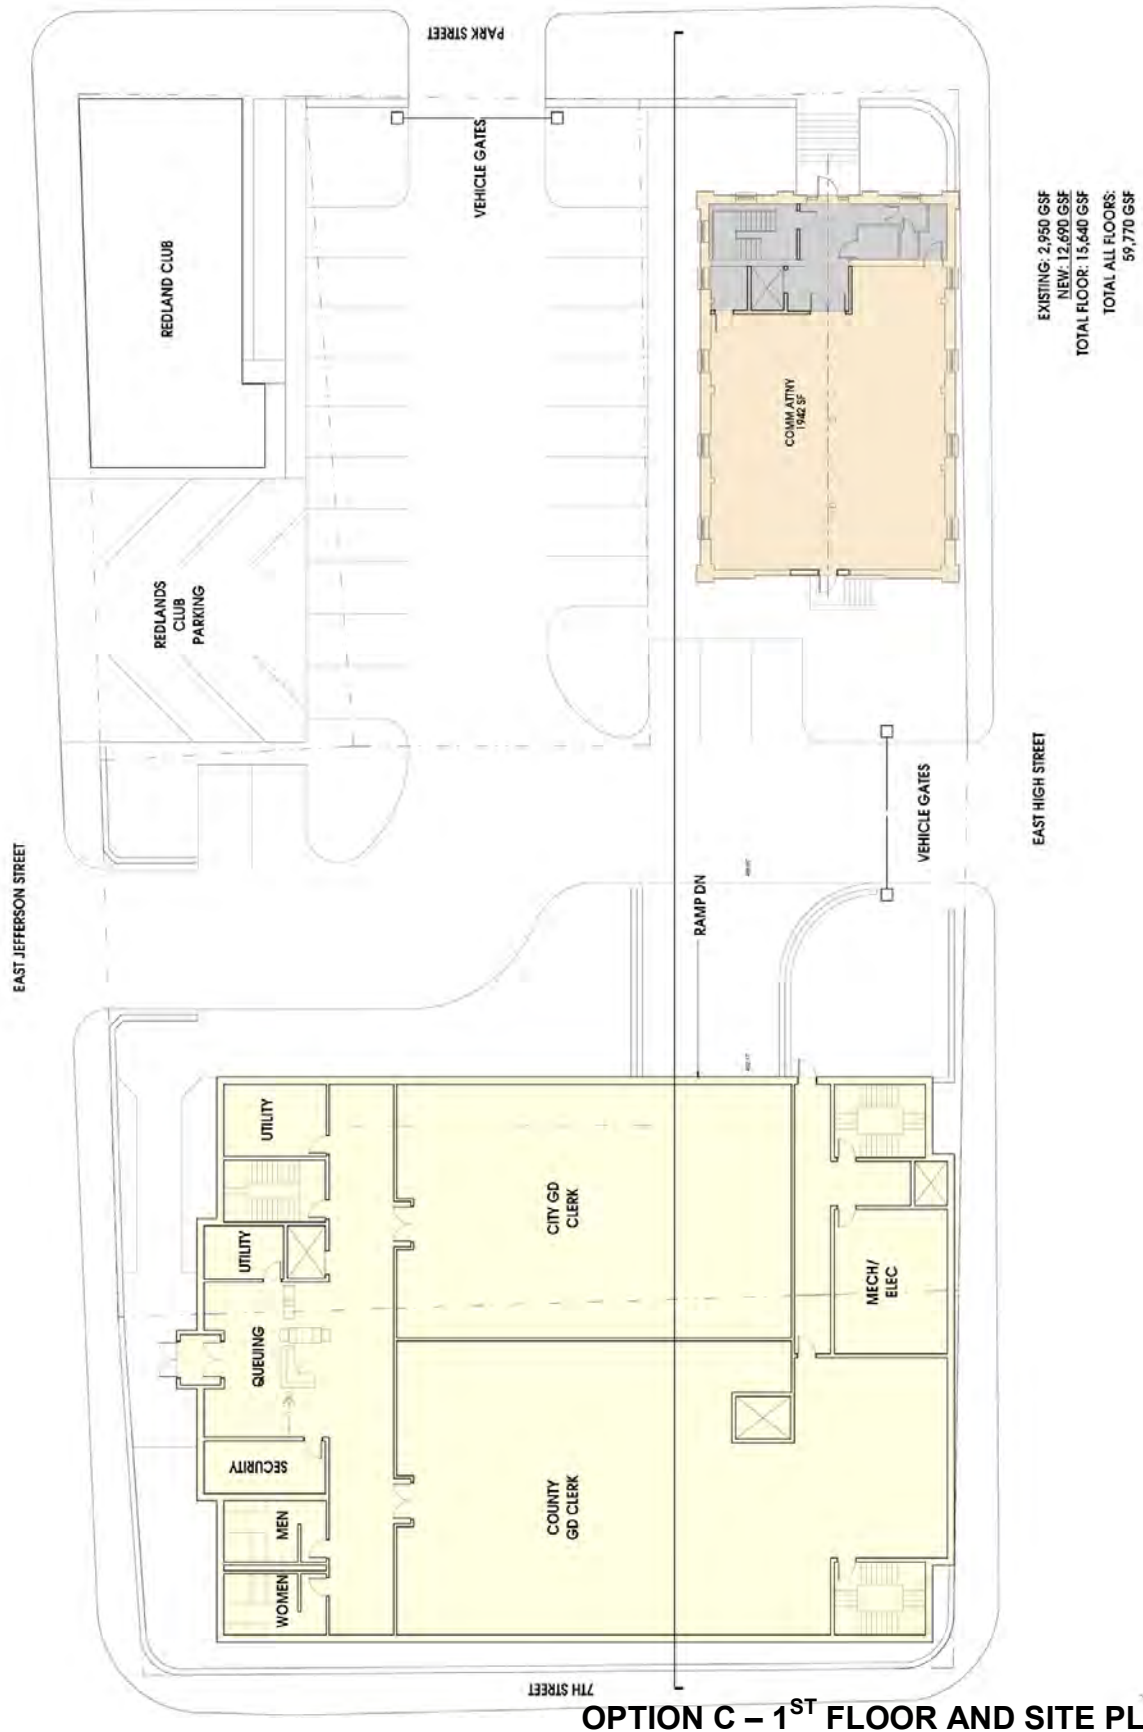 PARK STREET
VEHICLE GATES
REDLAND CLUB
EXISTING: 2,950 GSF
NEW: 12,690 GSF
TOTAL FLOOR: 15,640 GSF
TOTAL ALL FLOORS:
59,770 GSF
COMM ATTNY
1942 SF
REDLANDS
CLUB
PARKING
EAST JEFFERSON STREET
VEHICLE GATES
EAST HIGH STREET
RAMP DN
UTILITY
UTILITY
CITY GD
CLERK
MECH/
ELEC
QUEUING
SECURITY
COUNTY
GD CLERK
MEN
WOMEN
7TH STREET
OPTION C – 1ST FLOOR AND SITE PL